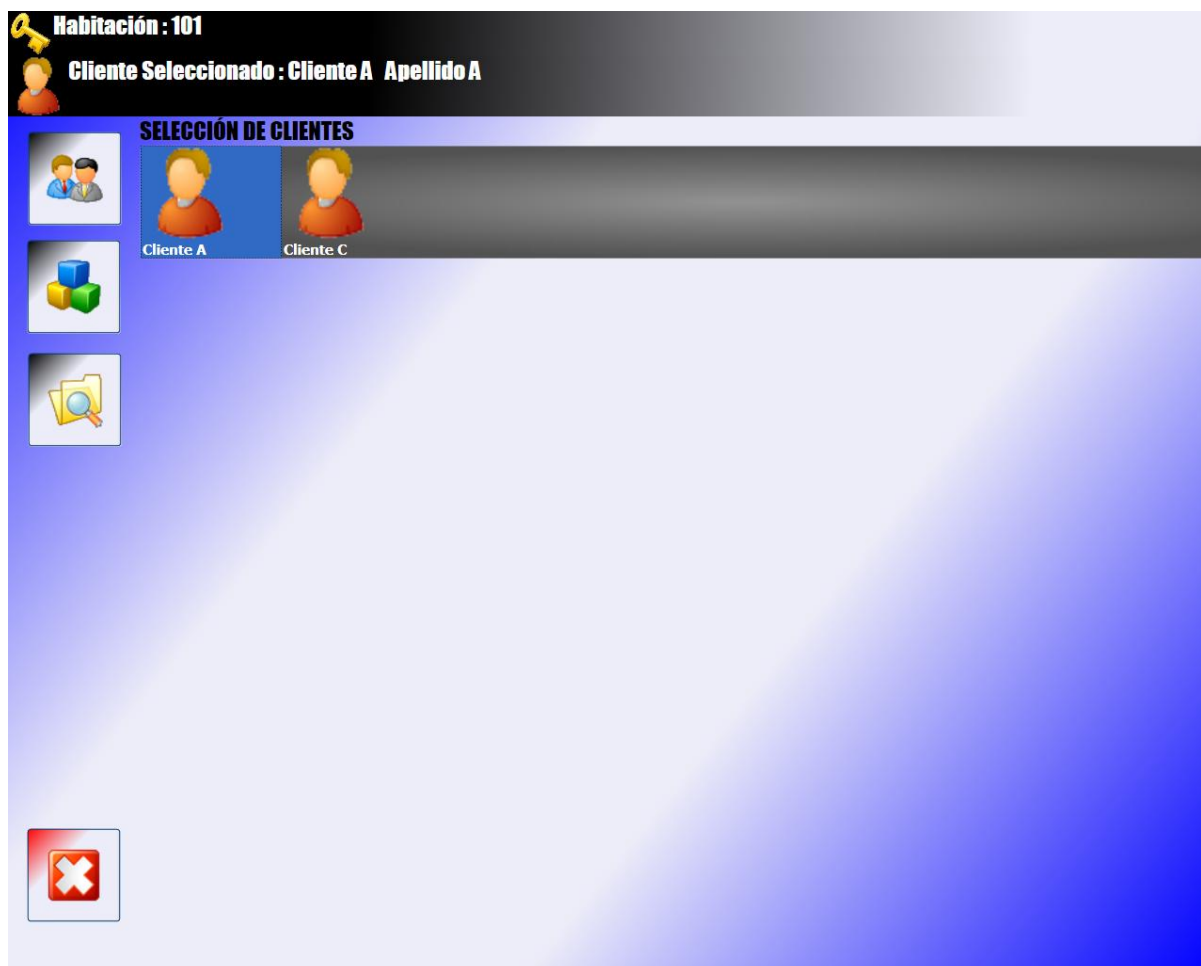 Habitación : 101
Cliente Seleccionado : Cliente A Apellido A
SELECCIÓN DE CLIENTES
Cliente A
Cliente C